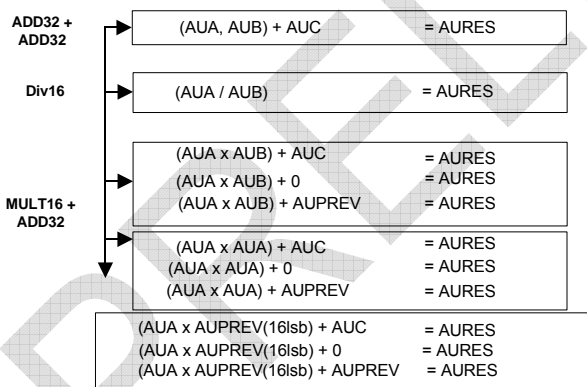 ADD32 +
ADD32
(AUA, AUB) + AUC = AURES
Div16
(AUA / AUB) = AURES
MULT16 +
ADD32
(AUA x AUB) + AUC = AURES
(AUA x AUB) + 0 = AURES
(AUA x AUB) + AUPREV = AURES
(AUA x AUA) + AUC = AURES
(AUA x AUA) + 0 = AURES
(AUA x AUA) + AUPREV = AURES
(AUA x AUPREV(16lsb) + AUC = AURES
(AUA x AUPREV(16lsb) + 0 = AURES
(AUA x AUPREV(16lsb) + AUPREV = AURES
PREL